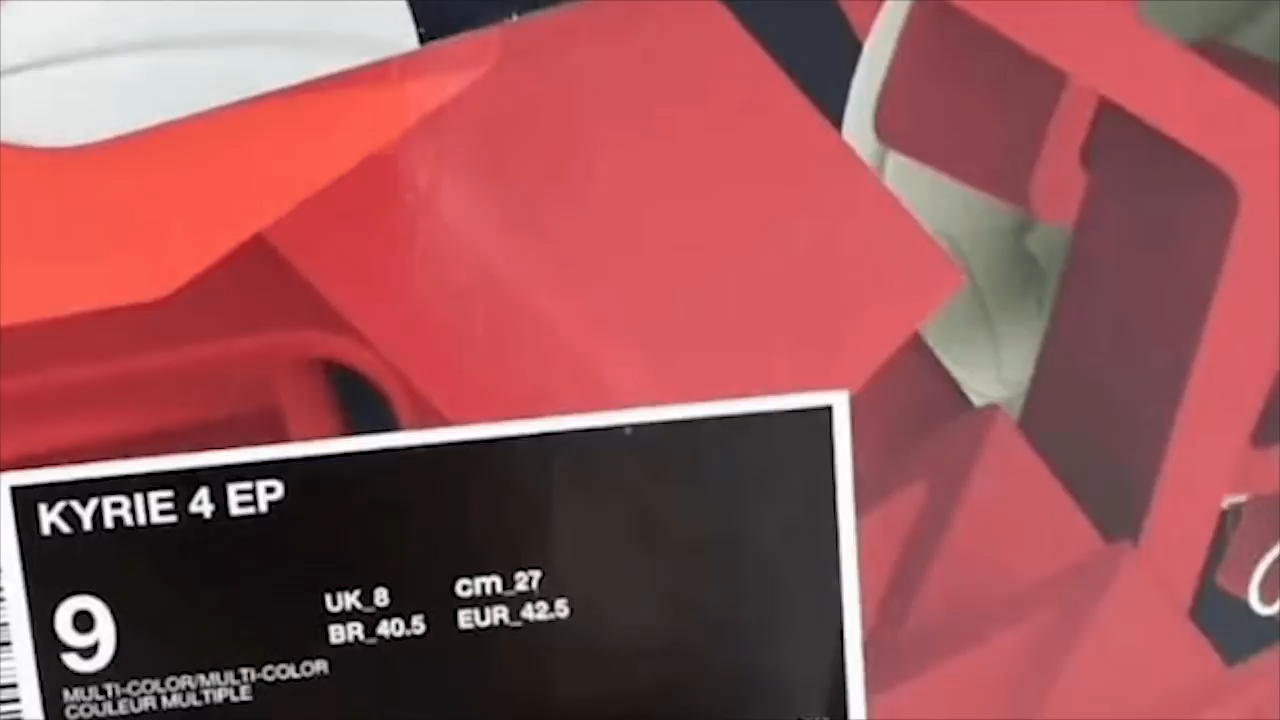 KYRIE 4 EP
9
UK_8 cm_27
BR_40.5 EUR_42.5
MULTI-COLOR/MULTI-COLOR
COULEUR MULTIPLE